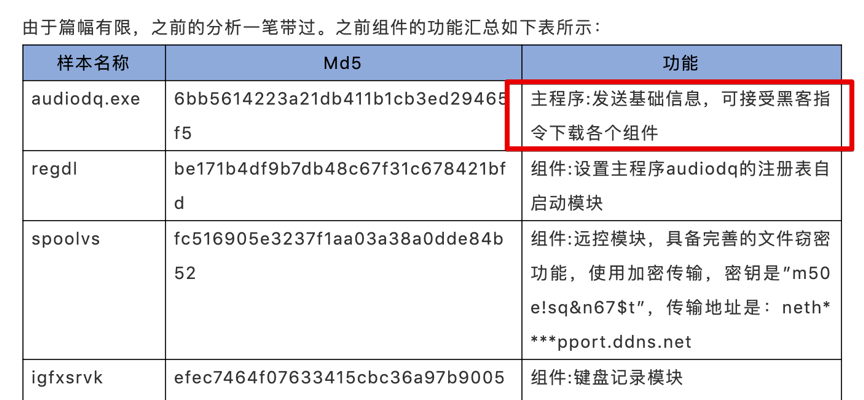 由于篇幅有限，之前的分析一笔带过。之前组件的功能汇总如下表所示：
样本名称 Md5 功能
audiodq.exe 6bb5614223a21db411b1cb3ed29465 主程序:发送基础信息，可接受黑客指
f5 令下载各个组件
regdl be171b4df9b7db48c67f31c678421bf 组件:设置主程序audiodq的注册表自
d 启动模块
spoolvs fc516905e3237f1aa03a38a0dde84b 组件:远控模块，具备完善的文件窃密
52 功能，使用加密传输，密钥是”m50
e!sq&n67$t”，传输地址是：neth*
***pport.ddns.net
igfxsrvk efec7464f07633415cbc36a97b9005 组件:键盘记录模块